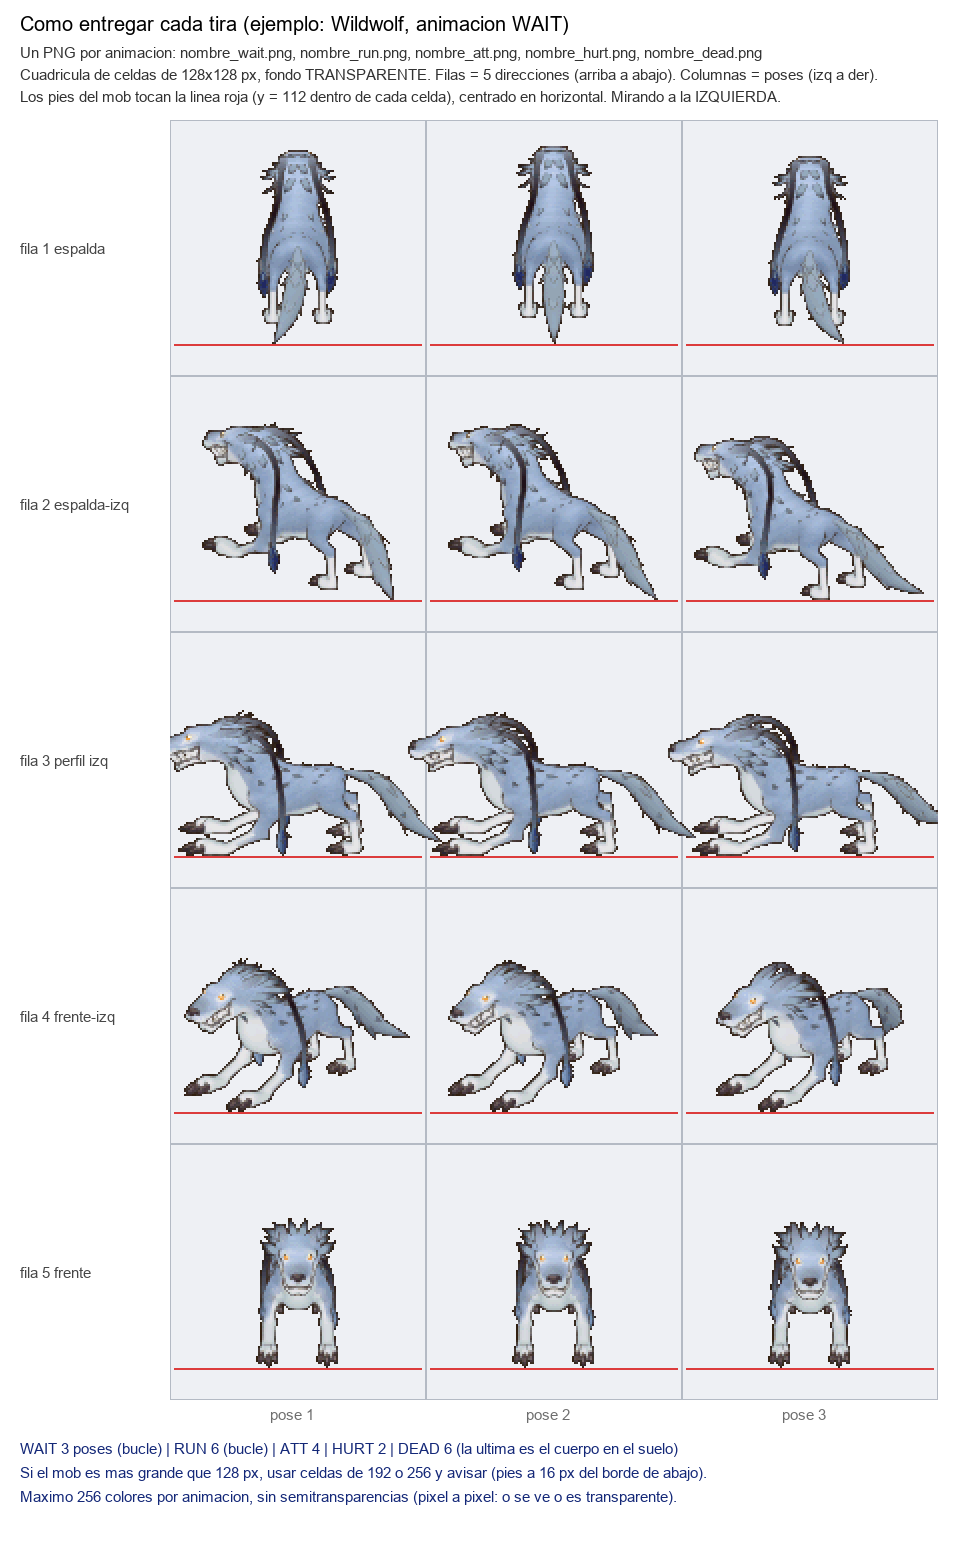 Como entregar cada tira (ejemplo: Wildwolf, animacion WAIT)
Un PNG por animacion: nombre_wait.png, nombre_run.png, nombre_att.png, nombre_hurt.png, nombre_dead.png
Cuadricula de celdas de 128x128 px, fondo TRANSPARENTE. Filas = 5 direcciones (arriba a abajo). Columnas = poses (izq a der).
Los pies del mob tocan la linea roja (y = 112 dentro de cada celda), centrado en horizontal. Mirando a la IZQUIERDA.
fila 1 espalda
fila 2 espalda-izq
fila 3 perfil izq
fila 4 frente-izq
fila 5 frente
pose 1 pose 2 pose 3
WAIT 3 poses (bucle) | RUN 6 (bucle) | ATT 4 | HURT 2 | DEAD 6 (la ultima es el cuerpo en el suelo)
Si el mob es mas grande que 128 px, usar celdas de 192 o 256 y avisar (pies a 16 px del borde de abajo).
Maximo 256 colores por animacion, sin semitransparencias (pixel a pixel: o se ve o es transparente).